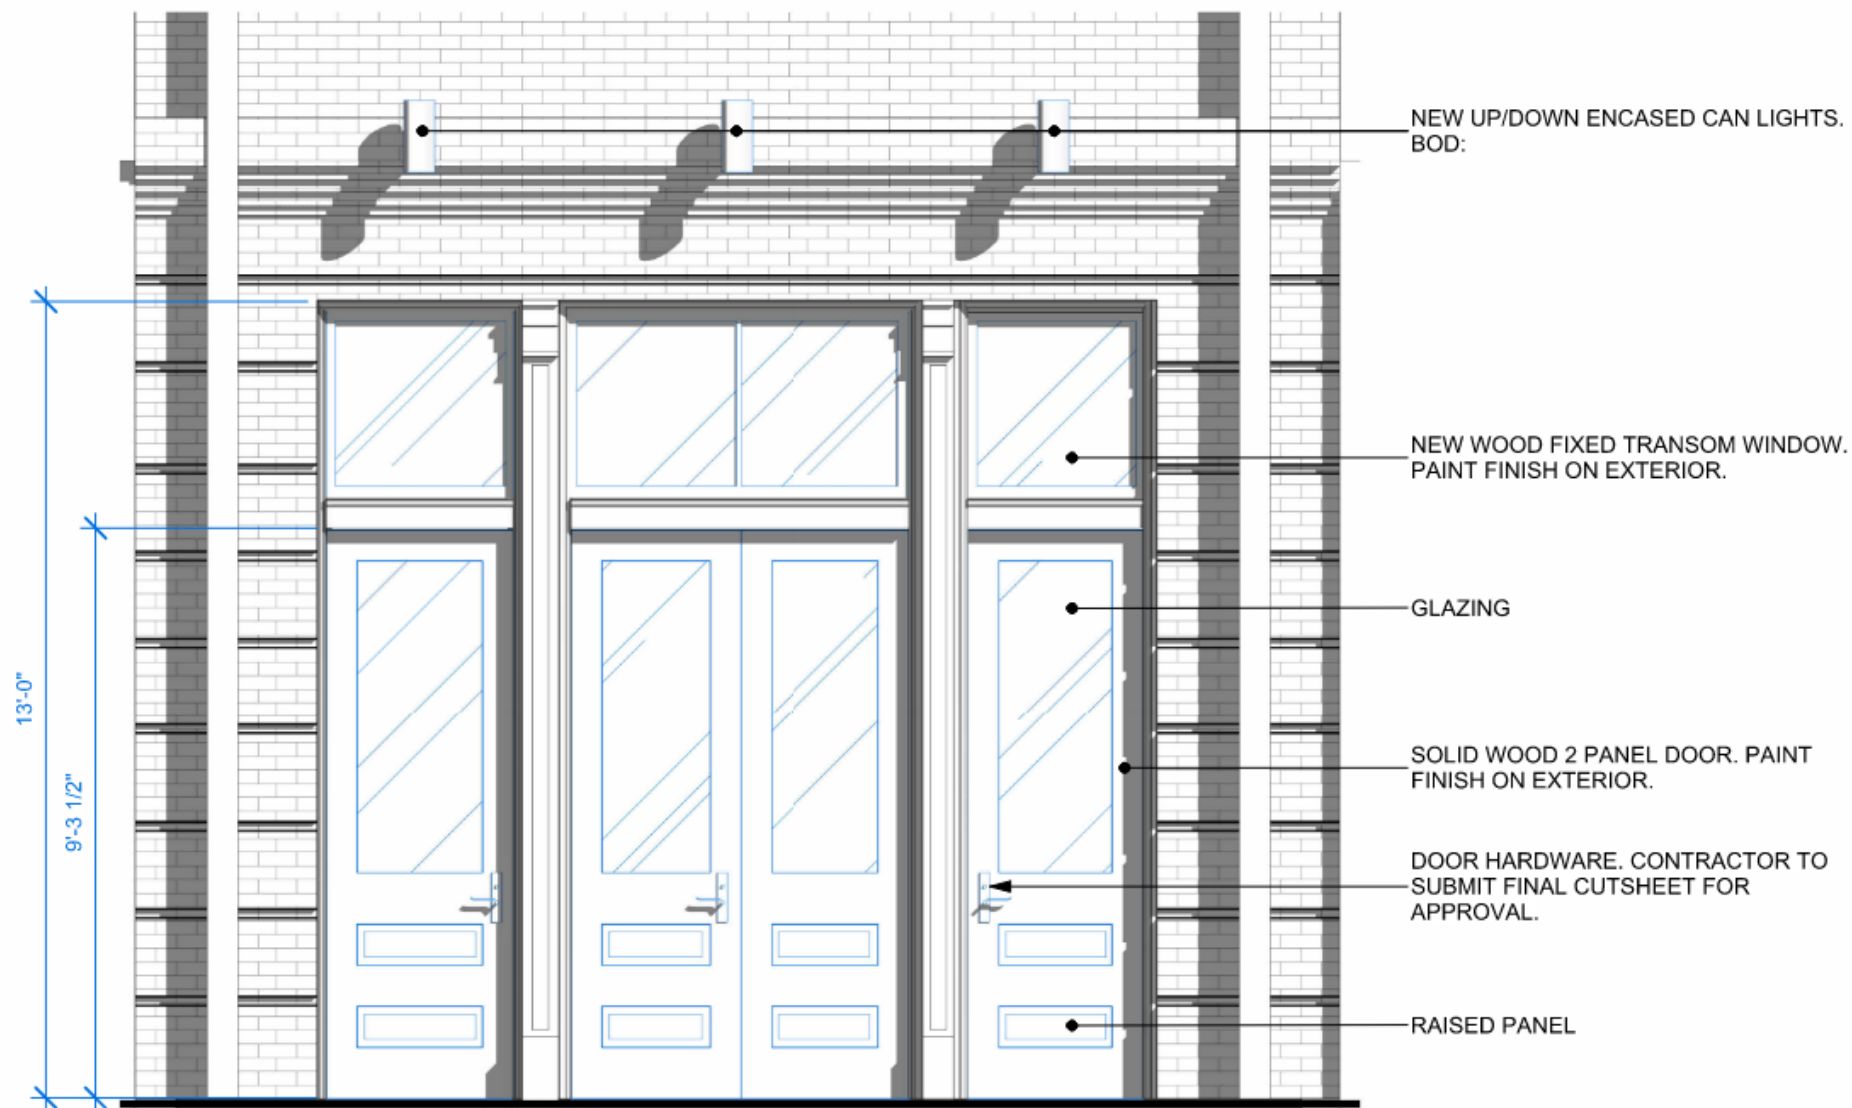 NEW UP/DOWN ENCASED CAN LIGHTS.
BOD:
NEW WOOD FIXED TRANSOM WINDOW.
PAINT FINISH ON EXTERIOR.
GLAZING
13'-0"
SOLID WOOD 2 PANEL DOOR. PAINT
FINISH ON EXTERIOR.
9'-3 1/2"
DOOR HARDWARE. CONTRACTOR TO
SUBMIT FINAL CUTSHEET FOR
APPROVAL.
RAISED PANEL